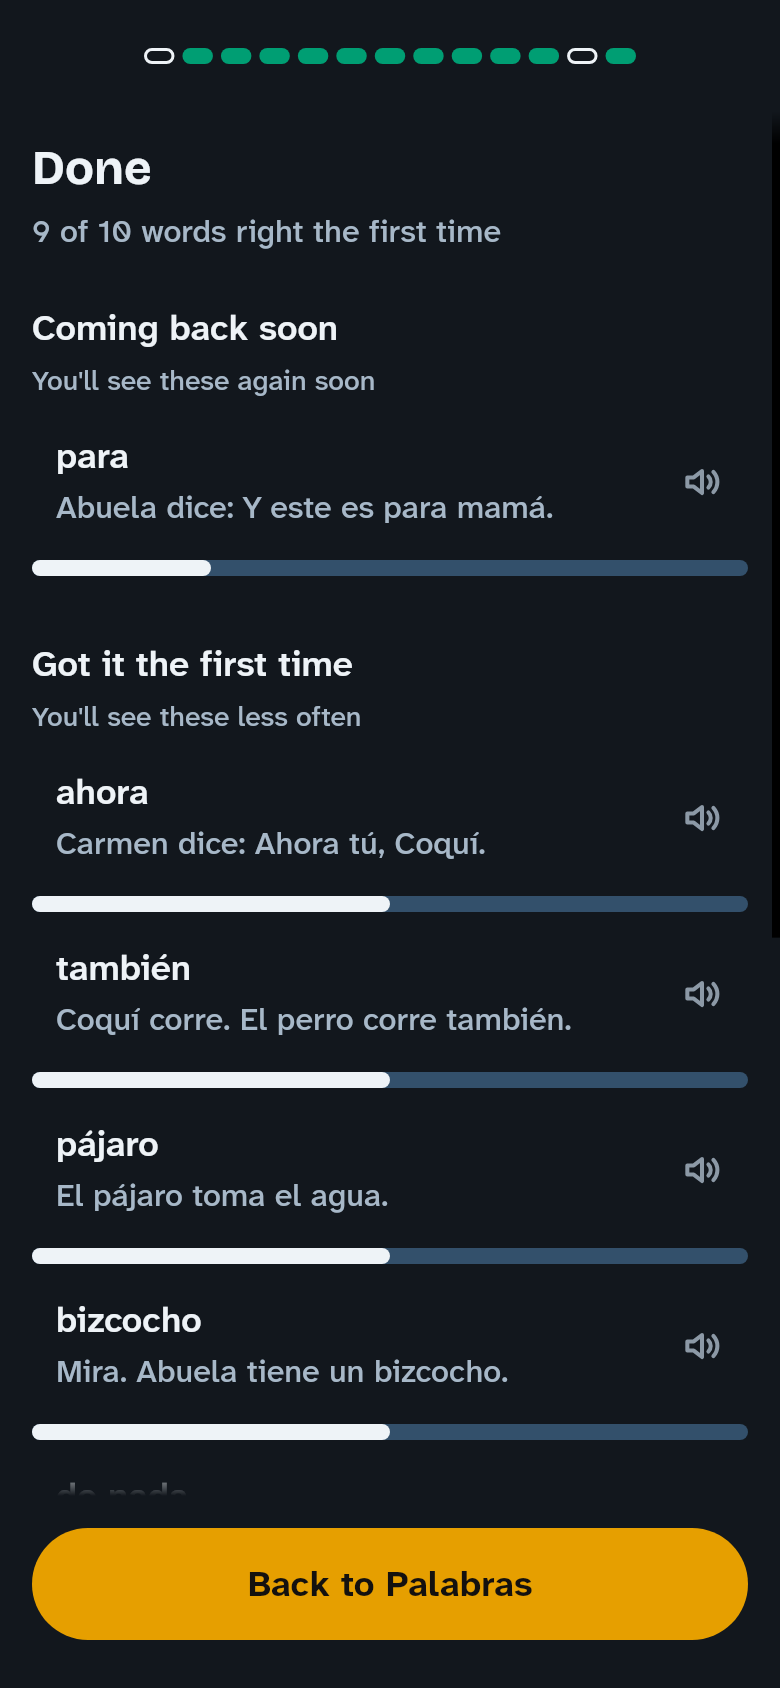 Done
9 of 10 words right the first time
Coming back soon
You'll see these again soon
para
Abuela dice: Y este es para mamá.
Got it the first time
You'll see these less often
ahora
Carmen dice: Ahora tú, Coquí.
también
Coquí corre. El perro corre también.
pájaro
El pájaro toma el agua.
bizcocho
Mira. Abuela tiene un bizcocho.
de nada
Back to Palabras